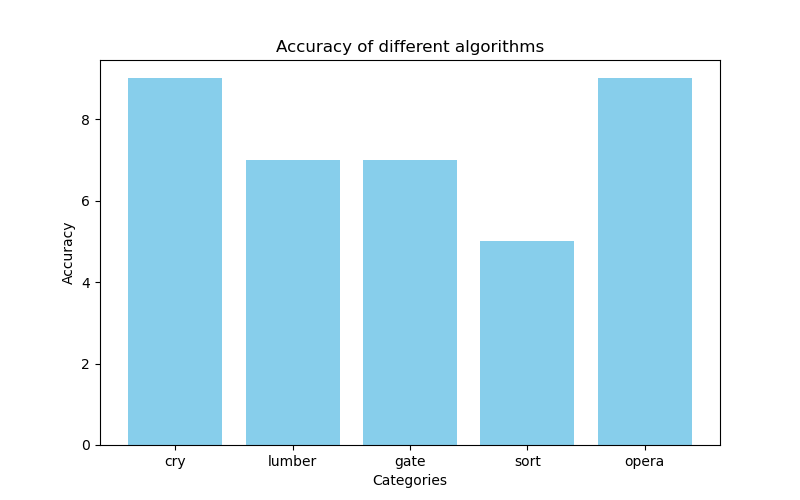 Accuracy of different algorithms
8
6
4
2
0
Accuracy
cry lumber gate sort opera
Categories